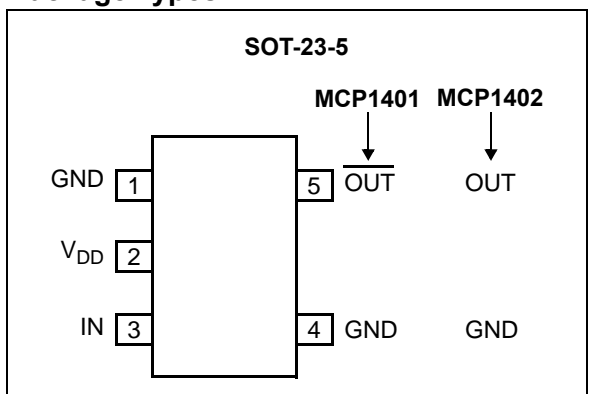 SOT-23-5
MCP1401 MCP1402
GND 1 5 OUT OUT
VDD 2
IN 3 4 GND GND